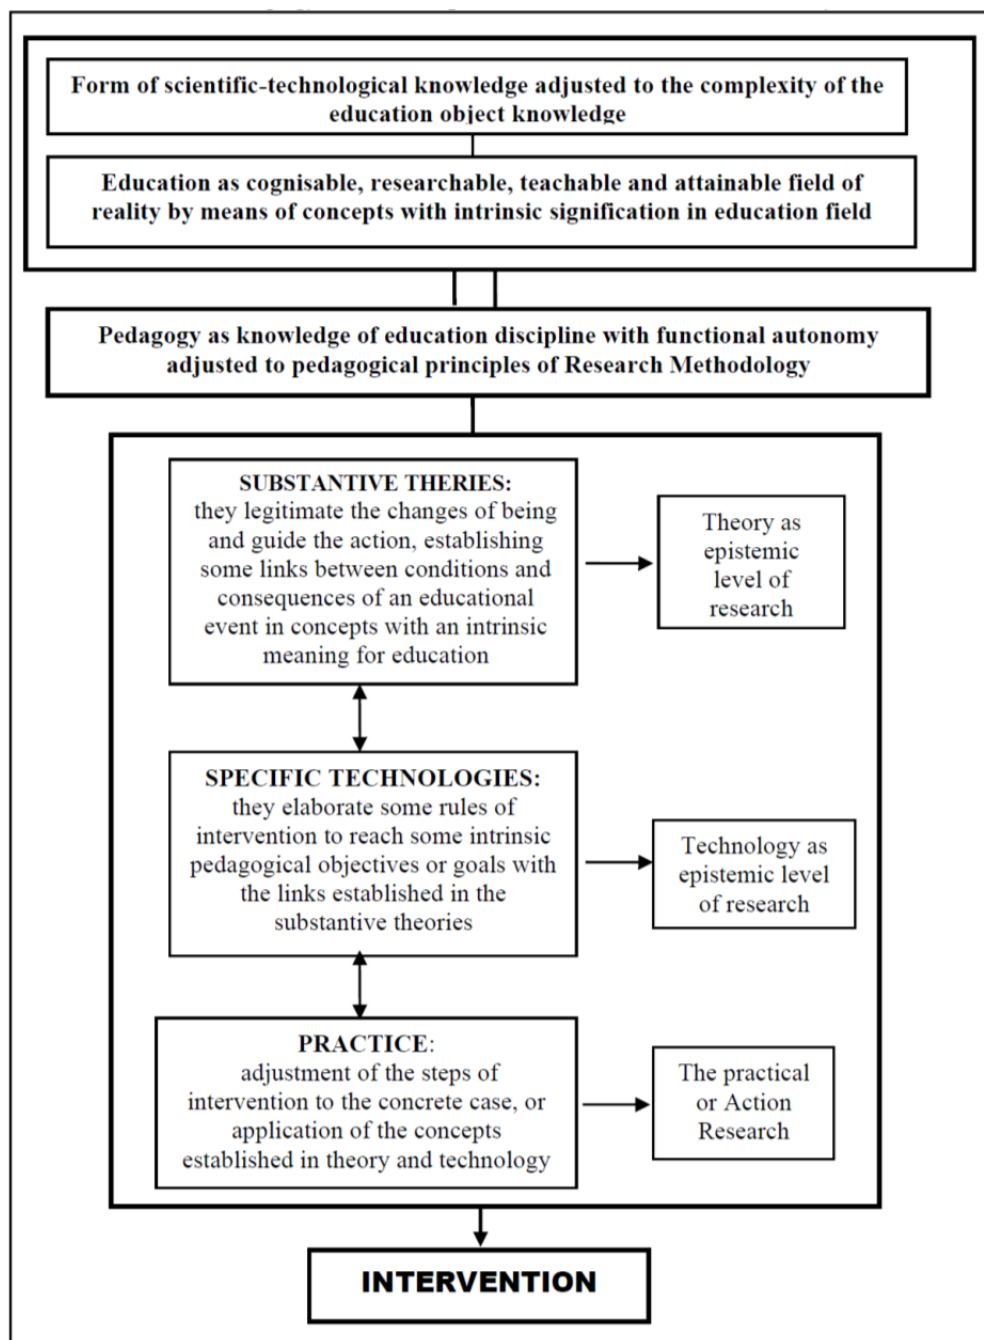 Form of scientific-technological knowledge adjusted to the complexity of the
education object knowledge
Education as cognisable, researchable, teachable and attainable field of
reality by means of concepts with intrinsic signification in education field
Pedagogy as knowledge of education discipline with functional autonomy
adjusted to pedagogical principles of Research Methodology
SUBSTANTIVE THERIES:
they legitimate the changes of being
and guide the action, establishing
some links between conditions and
consequences of an educational
event in concepts with an intrinsic
meaning for education
Theory as
epistemic
level of
research
SPECIFIC TECHNOLOGIES:
they elaborate some rules of
intervention to reach some intrinsic
pedagogical objectives or goals with
the links established in the
substantive theories
Technology as
epistemic level
of research
PRACTICE:
adjustment of the steps of
intervention to the concrete case, or
application of the concepts
established in theory and technology
The practical
or Action
Research
INTERVENTION